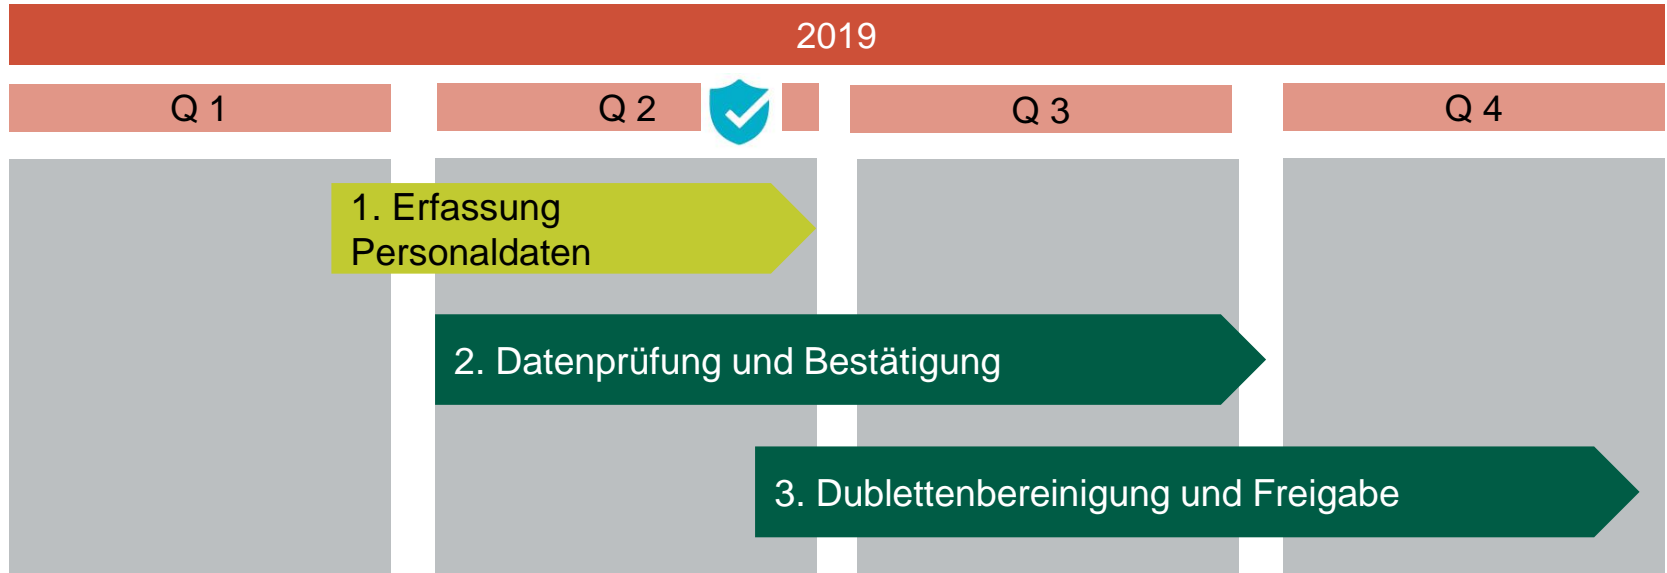 2019
Q 1
Q 2
Q 3
Q 4
1. Erfassung
Personaldaten
2. Datenprüfung und Bestätigung
3. Dublettenbereinigung und Freigabe